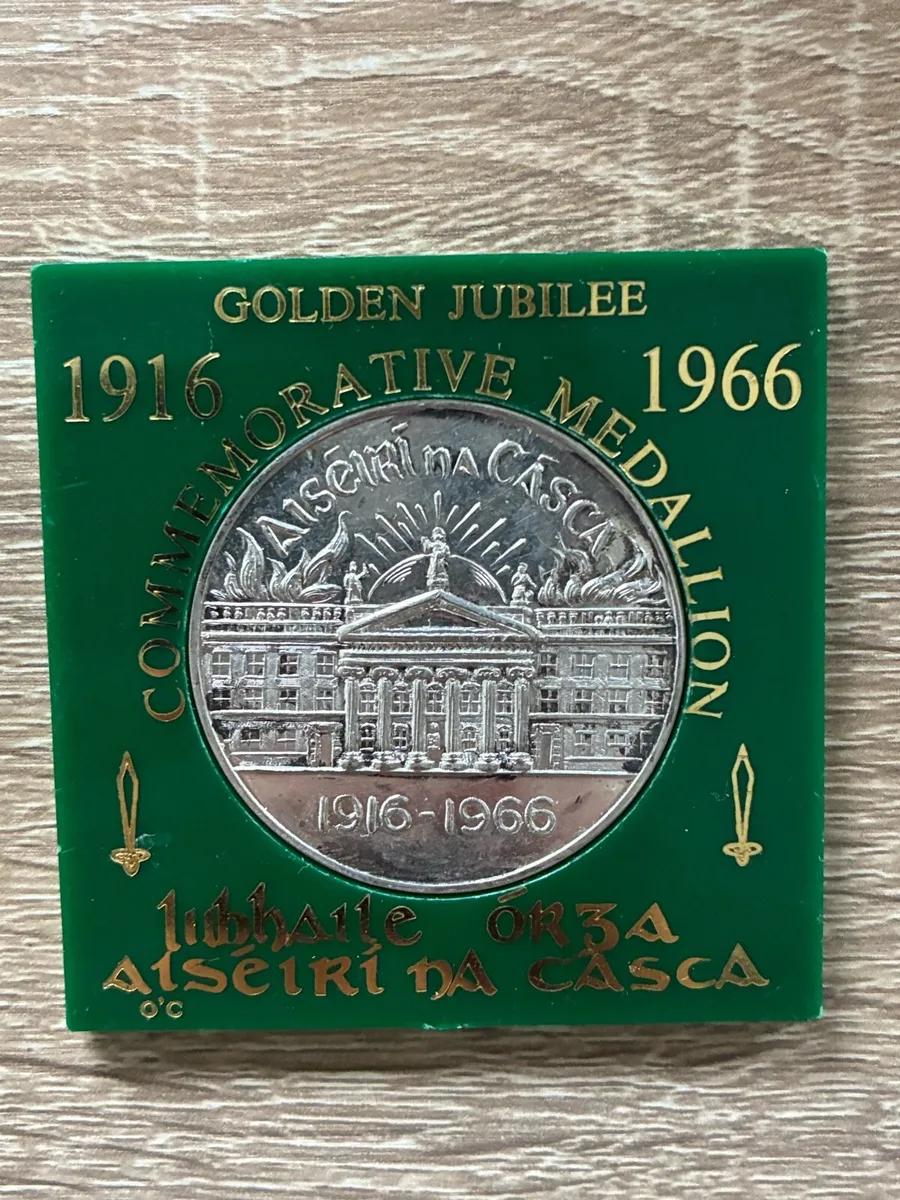 GOLDEN JUBILEE
1916 1966
COMMEMORATIVE MEDALLION
AISÉIRÍ NA CÁSCA
1916-1966
Iubhaile ÓRGA
AISÉIRÍ NA CÁSCA
O'C